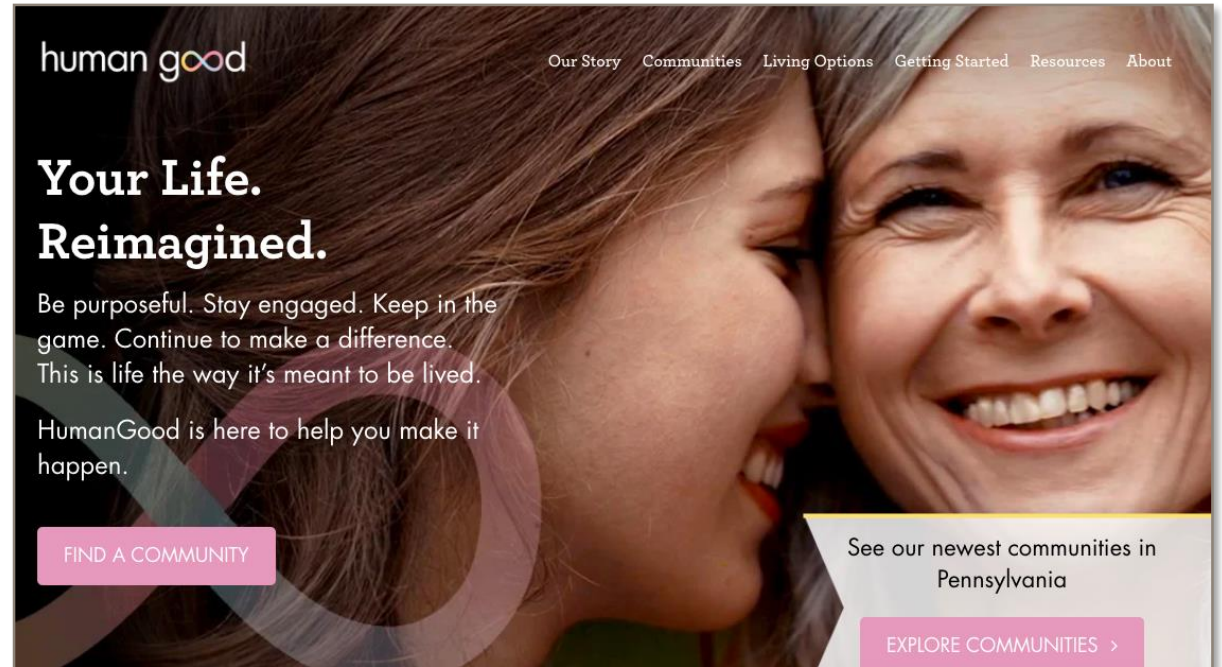 human good
Our Story Communities Living Options Getting Started Resources About
Your Life.
Reimagined.
Be purposeful. Stay engaged. Keep in the
game. Continue to make a difference.
This is life the way it’s meant to be lived.
HumanGood is here to help you make it
happen.
FIND A COMMUNITY
See our newest communities in
Pennsylvania
EXPLORE COMMUNITIES >